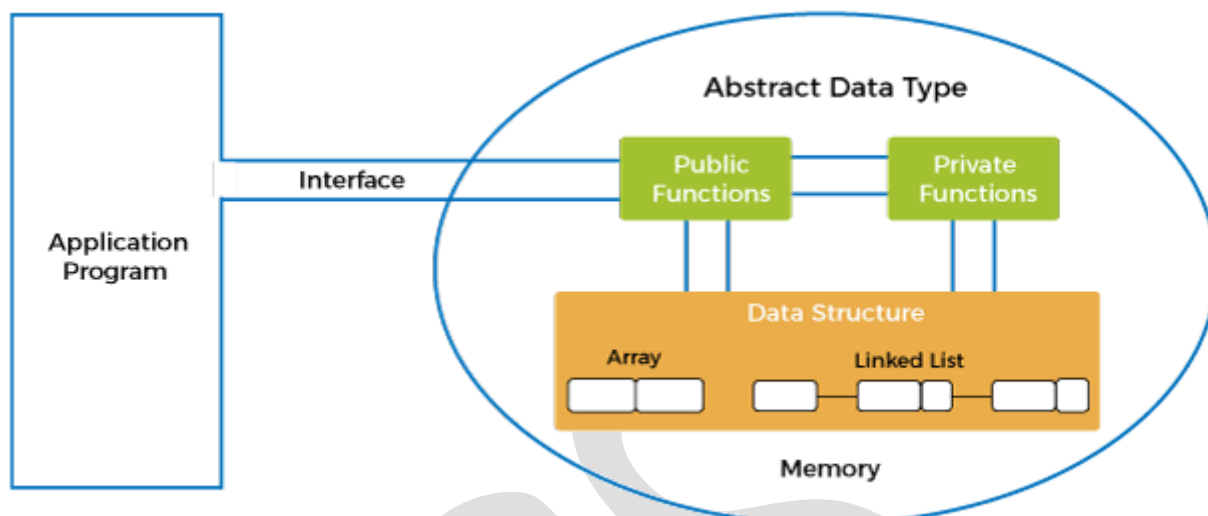 Abstract Data Type
Public
Functions
Private
Functions
Interface
Application
Program
Data Structure
Array
Linked List
Memory